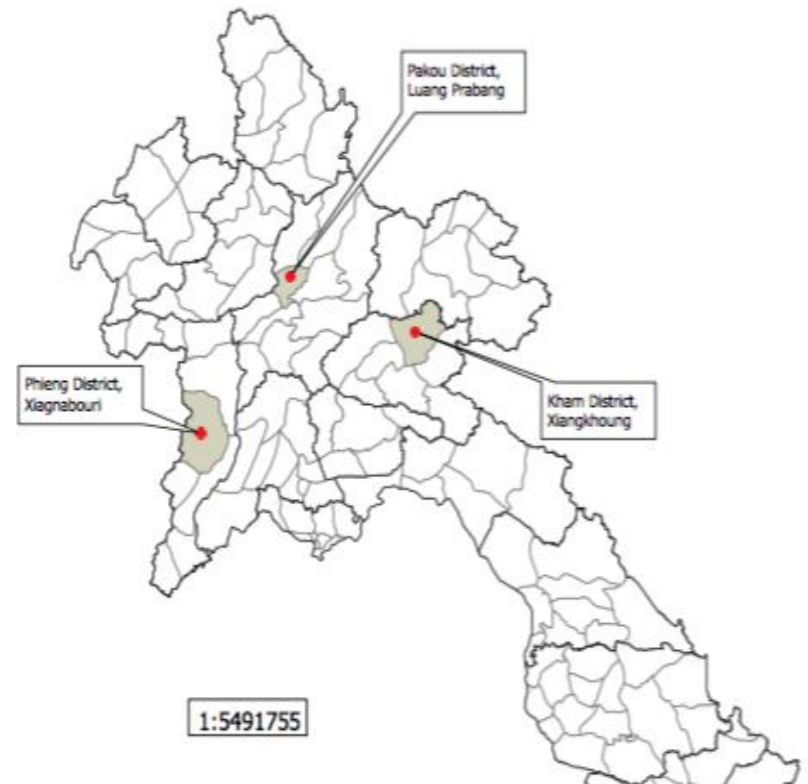 Pakou District,
Luang Prabang
Phieng District,
Xiagnabouri
Kham District,
Xiangkhoung
1:5491755